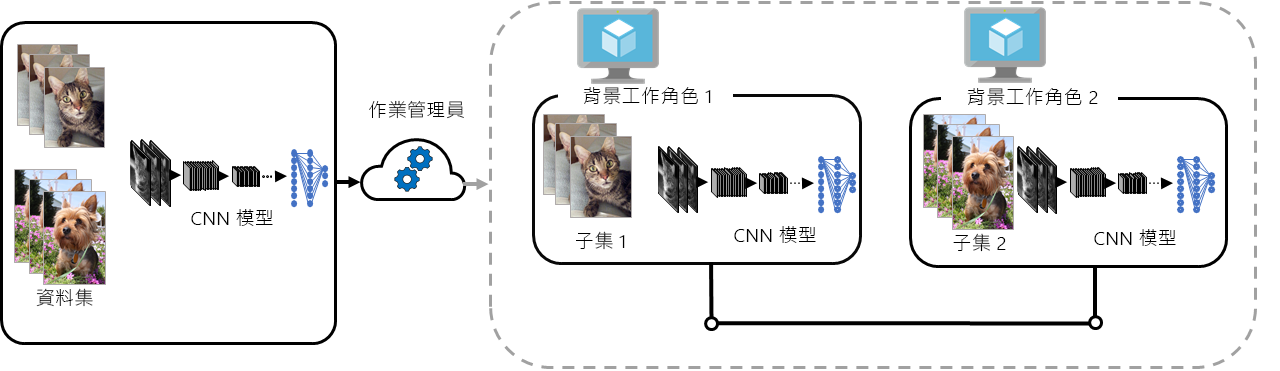 資料集
CNN 模型
作業管理員
背景工作角色 1
子集 1
CNN 模型
背景工作角色 2
子集 2
CNN 模型